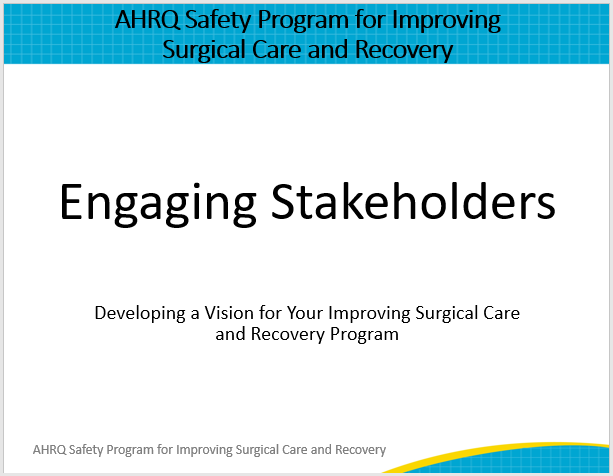 AHRQ Safety Program for Improving
Surgical Care and Recovery
Engaging Stakeholders
Developing a Vision for Your Improving Surgical Care
and Recovery Program
AHRQ Safety Program for Improving Surgical Care and Recovery